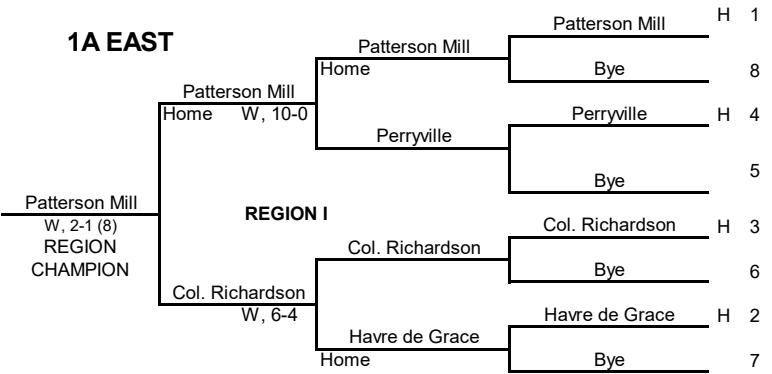 Patterson Mill H 1
1A EAST
Patterson Mill
Home
Bye 8
Patterson Mill
Home W, 10-0
Perryville H 4
Perryville
Bye 5
Patterson Mill
W, 2-1 (8)
REGION
CHAMPION
REGION I
Col. Richardson H 3
Col. Richardson
Bye 6
Col. Richardson
W, 6-4
Havre de Grace H 2
Havre de Grace
Home
Bye 7